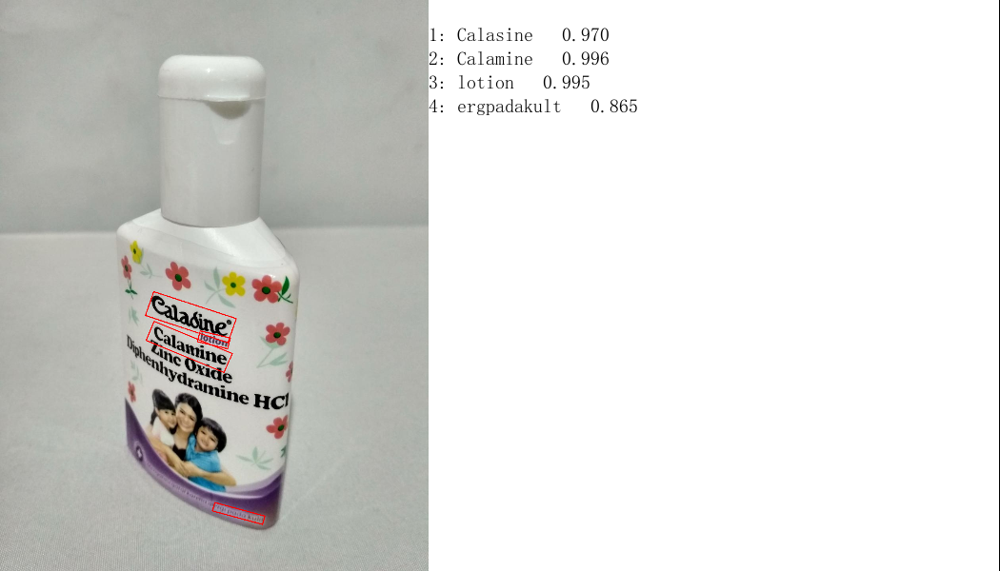 Caladine®
lotion
Calamine
Zinc Oxide
Diphenhydramine HCl
1: Calasine 0.970
2: Calamine 0.996
3: lotion 0.995
4: ergpadakult 0.865